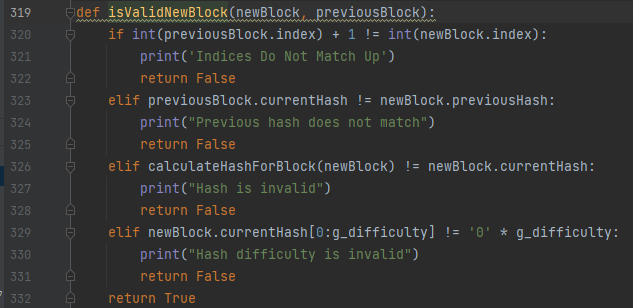 319 def isValidNewBlock(newBlock, previousBlock):
320     if int(previousBlock.index) + 1 != int(newBlock.index):
321         print('Indices Do Not Match Up')
322         return False
323     elif previousBlock.currentHash != newBlock.previousHash:
324         print("Previous hash does not match")
325         return False
326     elif calculateHashForBlock(newBlock) != newBlock.currentHash:
327         print("Hash is invalid")
328         return False
329     elif newBlock.currentHash[0:g_difficulty] != '0' * g_difficulty:
330         print("Hash difficulty is invalid")
331         return False
332     return True